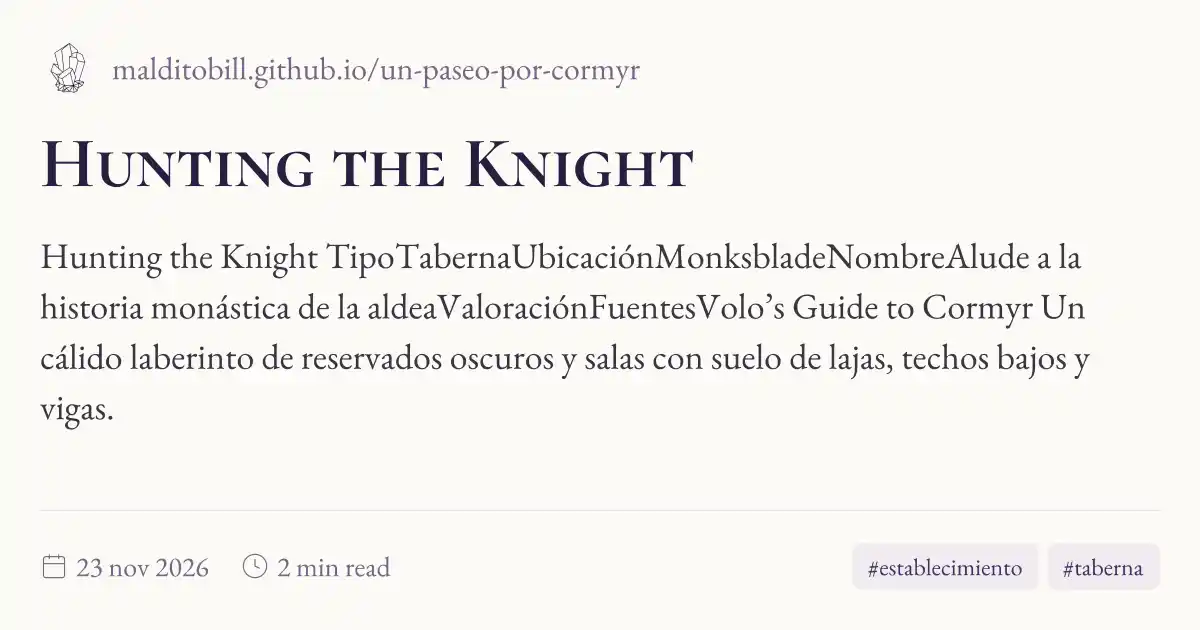 malditobill.github.io/un-paseo-por-cormyr
Hunting the Knight
Hunting the Knight TipoTabernaUbicaciónMonksbladeNombreAlude a la
historia monástica de la aldeaValoraciónFuentesVolo’s Guide to Cormyr Un
cálido laberinto de reservados oscuros y salas con suelo de lajas, techos bajos y
vigas.
23 nov 2026 2 min read #establecimiento #taberna